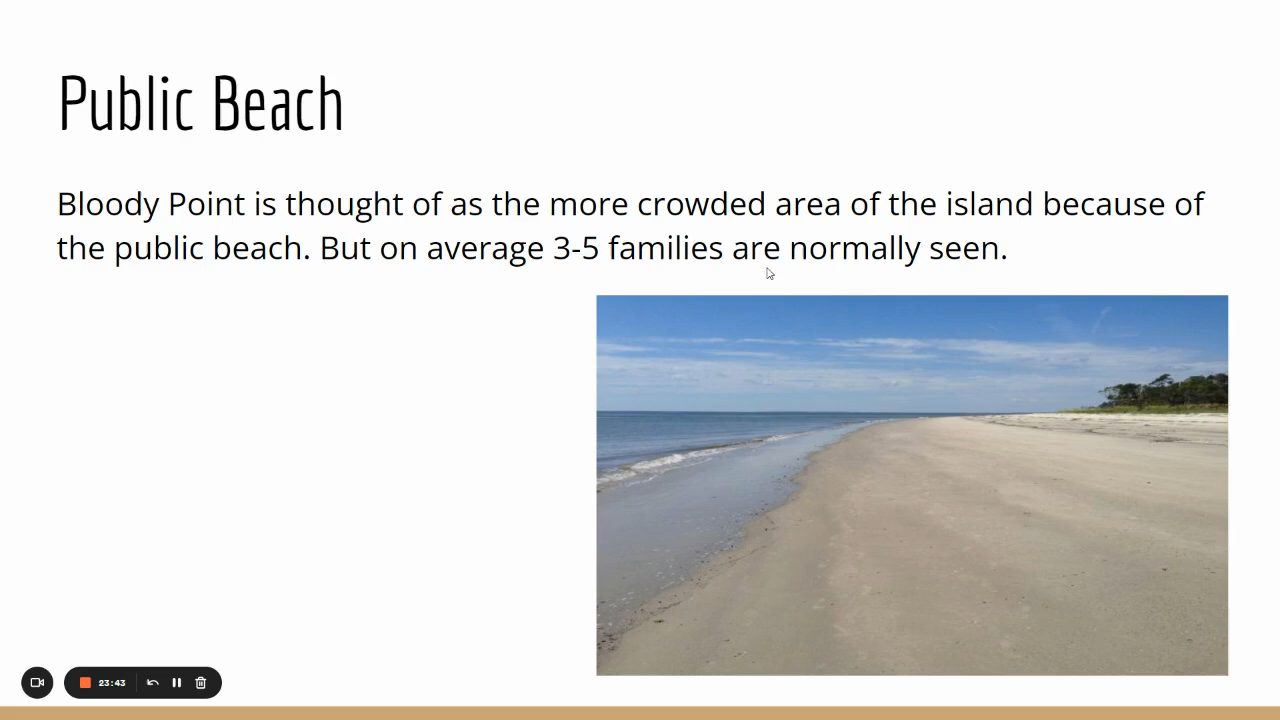 Public Beach
Bloody Point is thought of as the more crowded area of the island because of
the public beach. But on average 3-5 families are normally seen.
23:43